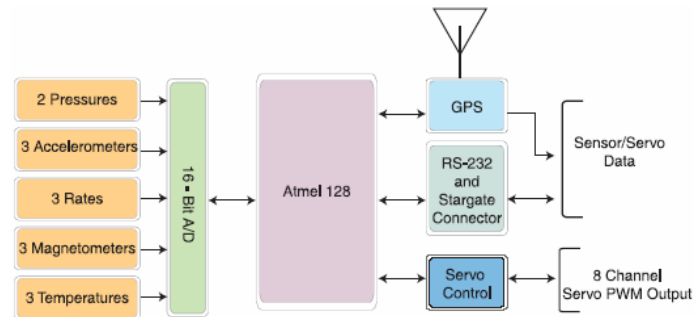 2 Pressures
3 Accelerometers
3 Rates
3 Magnetometers
3 Temperatures
16 - Bit A/D
Atmel 128
GPS
RS-232
and
Stargate
Connector
Servo
Control
Sensor/Servo
Data
8 Channel
Servo PWM Output